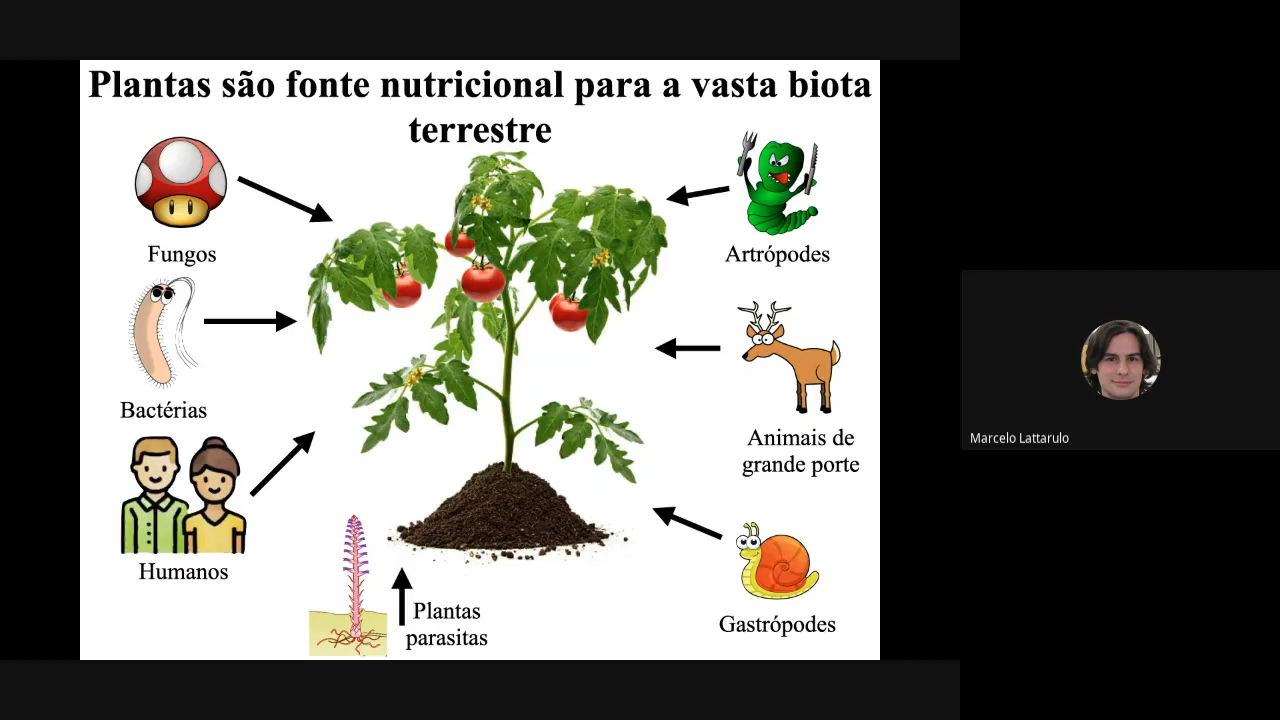 Plantas são fonte nutricional para a vasta biota
terrestre
Fungos
Artrópodes
Bactérias
Animais de
grande porte
Humanos
Plantas
parasitas
Gastrópodes
Marcelo Lattarulo